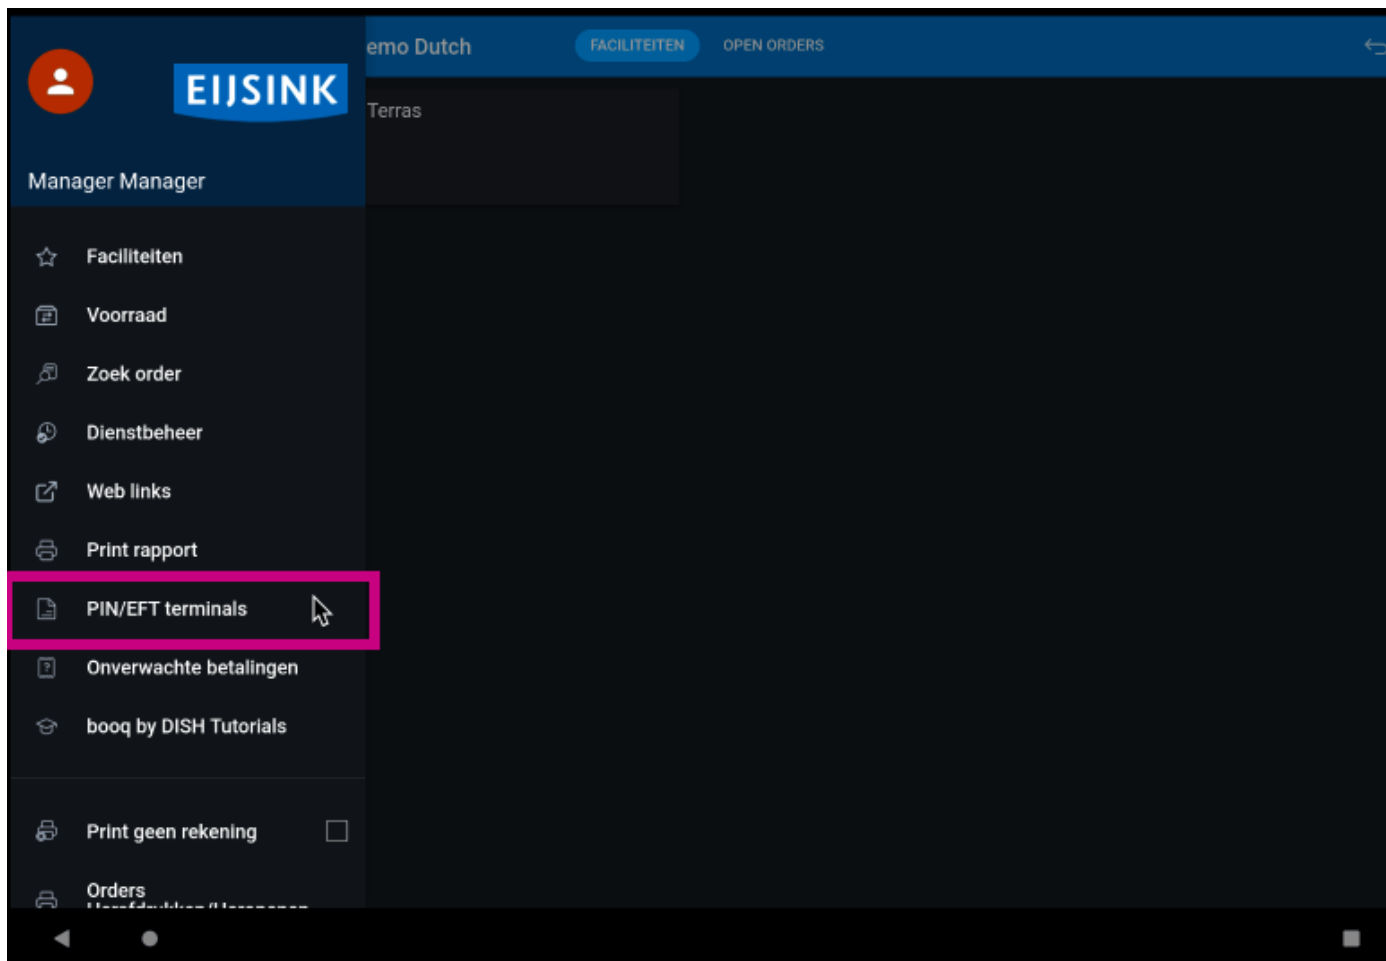 EIJSINK
emo Dutch
FACILITEITEN
OPEN ORDERS
Terras
Manager Manager
Faciliteiten
Voorraad
Zoek order
Dienstbeheer
Web links
Print rapport
PIN/EFT terminals
Onverwachte betalingen
booq by DISH Tutorials
Print geen rekening
Orders